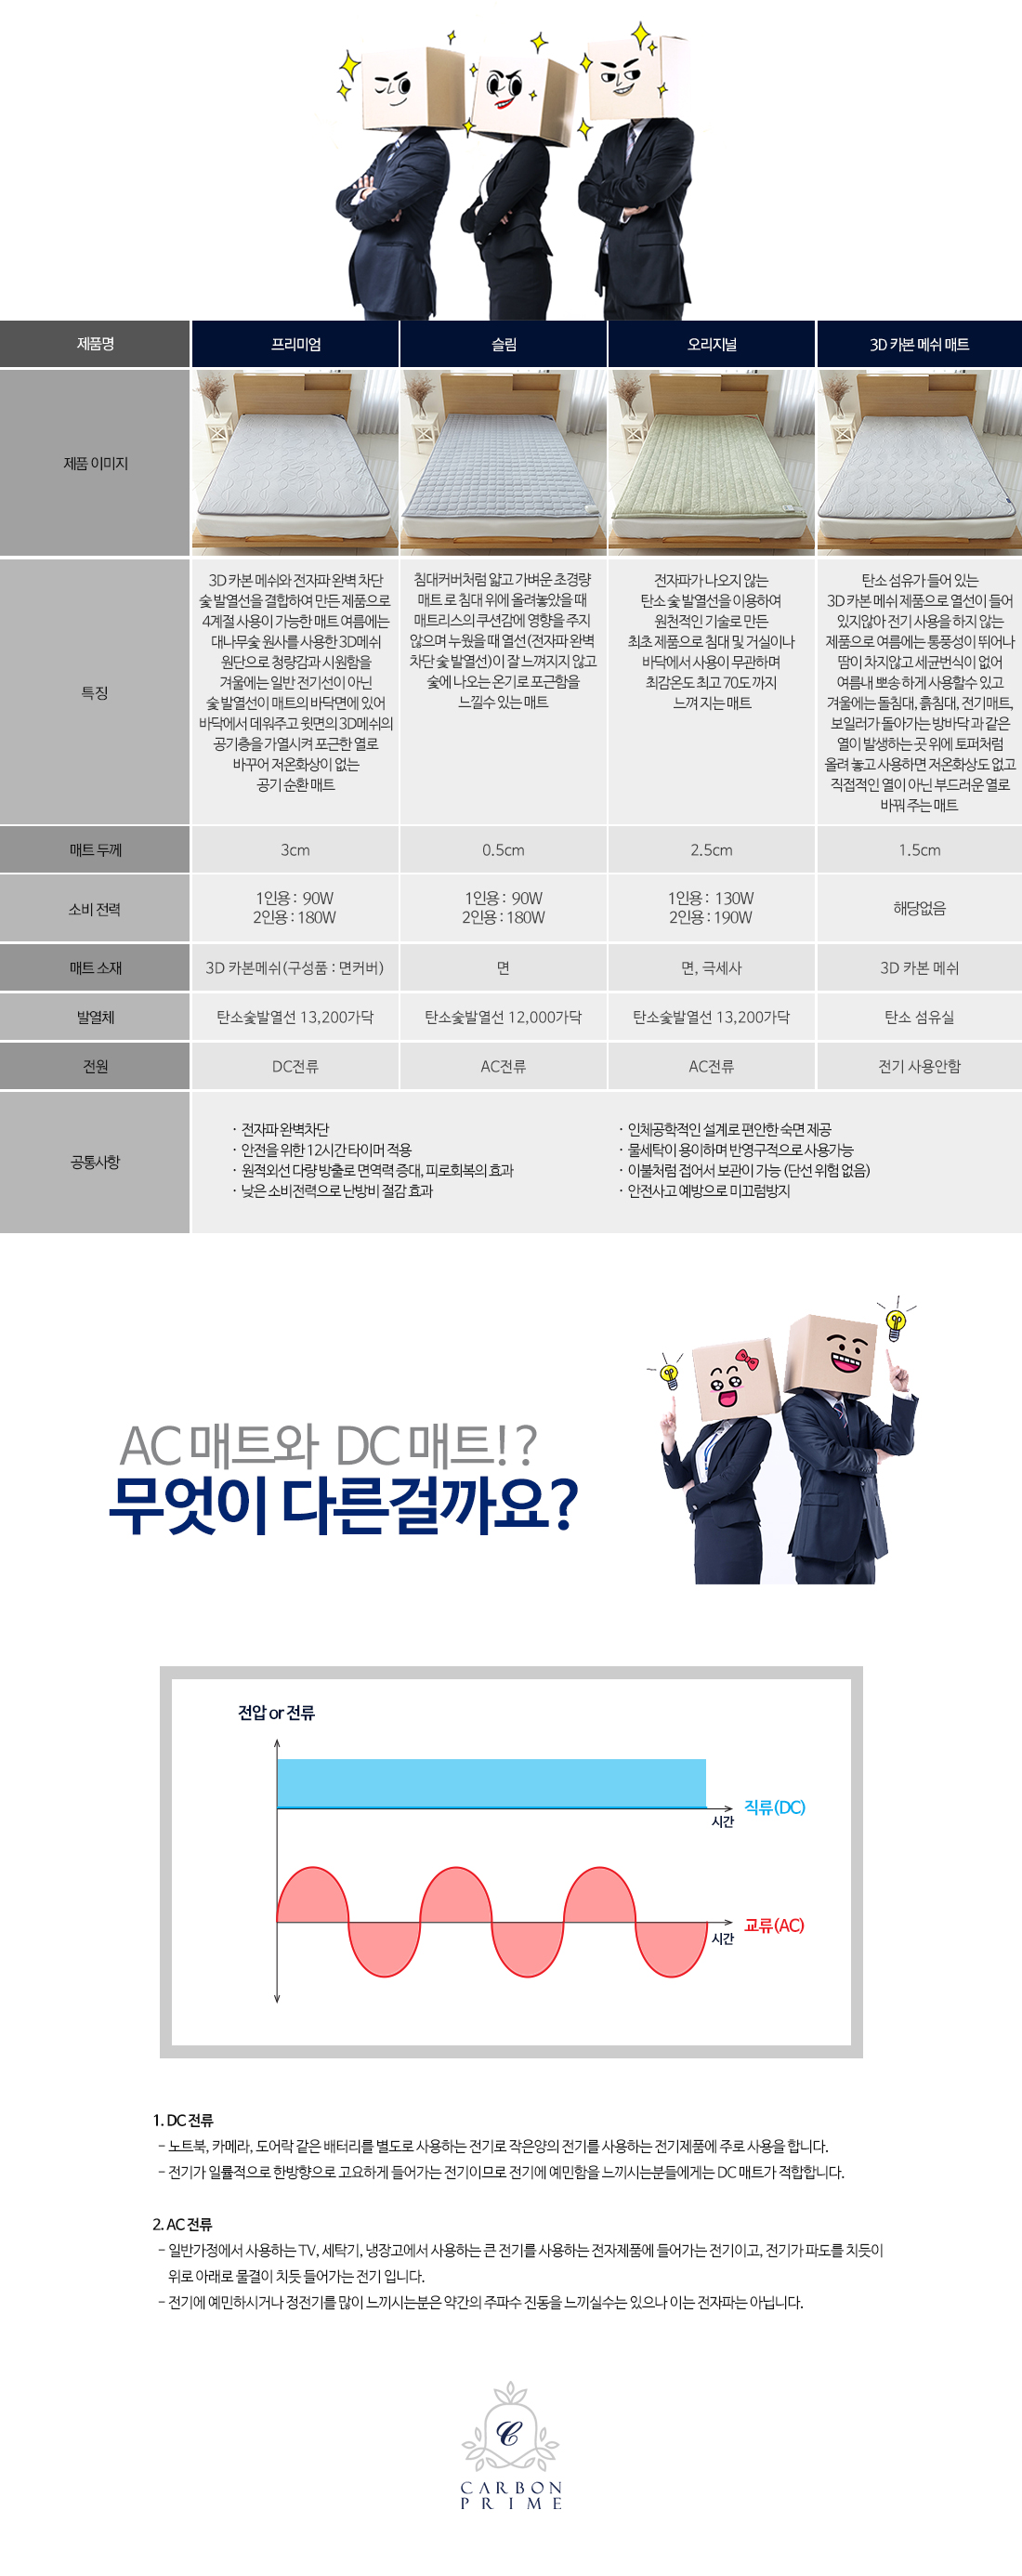 제품명
프리미엄
슬림
오리지널
3D 카본 메쉬 매트
제품 이미지
특징
3D 카본 메쉬와 전자파 완벽 차단
숯 발열선을 결합하여 만든 제품으로
4계절 사용이 가능한 매트 여름에는
대나무숯 원사를 사용한 3D메쉬
원단으로 청량감과 시원함을
겨울에는 일반 전기선이 아닌
숯 발열선이 매트의 바닥면에 있어
바닥에서 데워주고 윗면의 3D메쉬의
공기층을 가열시켜 포근한 열로
바꾸어 저온화상이 없는
공기 순환 매트
침대커버처럼 얇고 가벼운 초경량
매트 로 침대 위에 올려놓았을 때
매트리스의 쿠션감에 영향을 주지
않으며 누웠을 때 열선(전자파 완벽
차단 숯 발열선)이 잘 느껴지지 않고
숯에 나오는 온기로 포근함을
느낄수 있는 매트
전자파가 나오지 않는
탄소 숯 발열선을 이용하여
원천적인 기술로 만든
최초 제품으로 침대 및 거실이나
바닥에서 사용이 무관하며
최감온도 최고 70도 까지
느껴 지는 매트
탄소 섬유가 들어 있는
3D 카본 메쉬 제품으로 열선이 들어
있지않아 전기 사용을 하지 않는
제품으로 여름에는 통풍성이 뛰어나
땀이 차지않고 세균번식이 없어
여름내 뽀송 하게 사용할수 있고
겨울에는 돌침대, 흙침대, 전기매트,
보일러가 돌아가는 방바닥 과 같은
열이 발생하는 곳 위에 토퍼처럼
올려 놓고 사용하면 저온화상도 없고
직접적인 열이 아닌 부드러운 열로
바꿔 주는 매트
매트 두께
3cm
0.5cm
2.5cm
1.5cm
소비 전력
1인용 : 90W
2인용 : 180W
1인용 : 90W
2인용 : 180W
1인용 : 130W
2인용 : 190W
해당없음
매트 소재
3D 카본메쉬(구성품 : 면커버)
면
면, 극세사
3D 카본 메쉬
발열체
탄소숯발열선 13,200가닥
탄소숯발열선 12,000가닥
탄소숯발열선 13,200가닥
탄소 섬유실
전원
DC전류
AC전류
AC전류
전기 사용안함
공통사항
· 전자파 완벽차단
· 안전을 위한 12시간 타이머 적용
· 원적외선 다량 방출로 면역력 증대, 피로회복의 효과
· 낮은 소비전력으로 난방비 절감 효과
· 인체공학적인 설계로 편안한 숙면 제공
· 물세탁이 용이하며 반영구적으로 사용가능
· 이불처럼 접어서 보관이 가능 (단선 위험 없음)
· 안전사고 예방으로 미끄럼방지
AC 매트와 DC 매트!?
무엇이 다른걸까요?
전압 or 전류
직류(DC)
시간
교류(AC)
시간
1. DC 전류
- 노트북, 카메라, 도어락 같은 배터리를 별도로 사용하는 전기로 작은양의 전기를 사용하는 전기제품에 주로 사용을 합니다.
- 전기가 일률적으로 한방향으로 고요하게 들어가는 전기이므로 전기에 예민함을 느끼시는분들에게는 DC 매트가 적합합니다.
2. AC 전류
- 일반가정에서 사용하는 TV, 세탁기, 냉장고에서 사용하는 큰 전기를 사용하는 전자제품에 들어가는 전기이고, 전기가 파도를 치듯이
위로 아래로 물결이 치듯 들어가는 전기 입니다.
- 전기에 예민하시거나 정전기를 많이 느끼시는분은 약간의 주파수 진동을 느끼실수는 있으나 이는 전자파는 아닙니다.
C
CARBON
PRIME